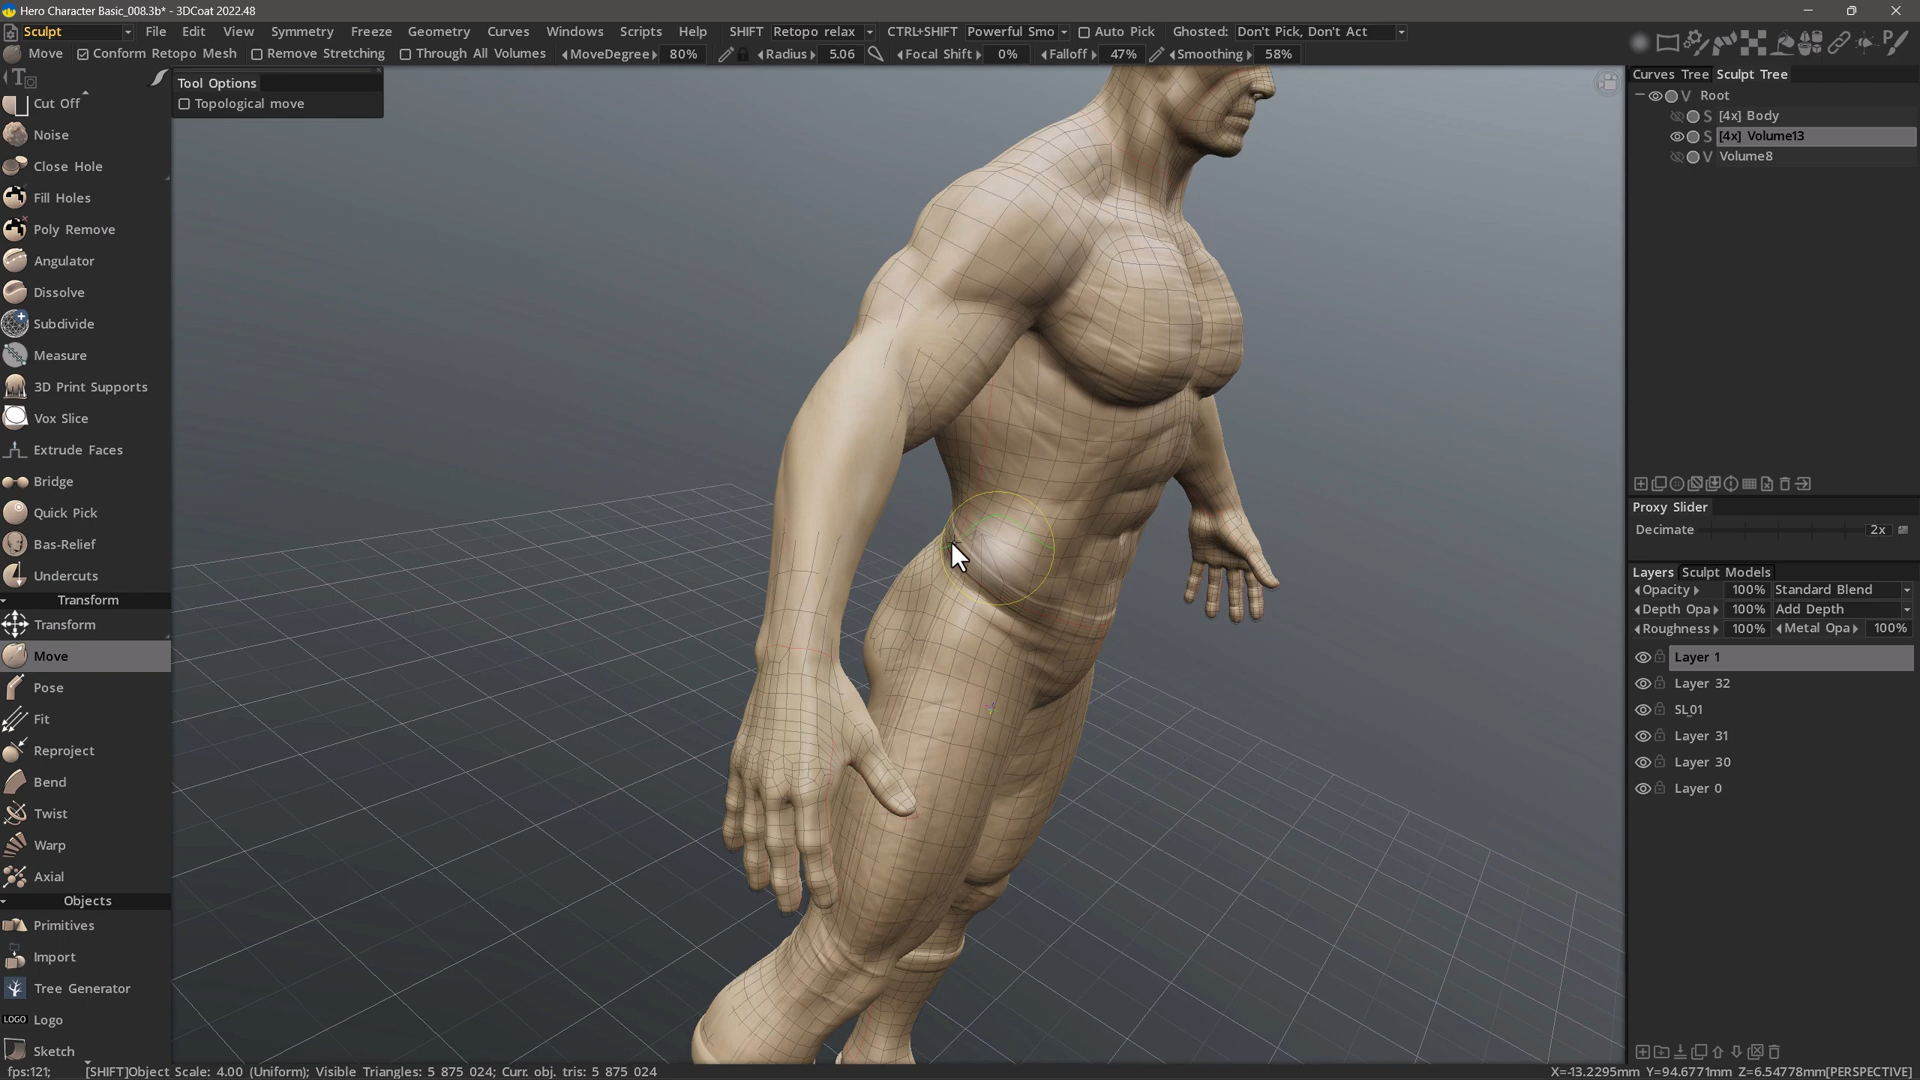 Hero Character Basic_008.3b* - 3DCoat 2022.48
Sculpt File Edit View Symmetry Freeze Geometry Curves Windows Scripts Help SHIFT Retopo relax CTRL+SHIFT Powerful Smo Auto Pick Ghosted: Don't Pick, Don't Act
Move Conform Retopo Mesh Remove Stretching Through All Volumes MoveDegree 80% Radius 5.06 Focal Shift 0% Falloff 47% Smoothing 58%
Tool Options
Topological move
Cut Off
Noise
Close Hole
Fill Holes
Poly Remove
Angulator
Dissolve
Subdivide
Measure
3D Print Supports
Vox Slice
Extrude Faces
Bridge
Quick Pick
Bas-Relief
Undercuts
Transform
Transform
Move
Pose
Fit
Reproject
Bend
Twist
Warp
Axial
Objects
Primitives
Import
Tree Generator
LOGO Logo
Sketch
Curves Tree Sculpt Tree
V Root
S [4x] Body
S [4x] Volume13
V Volume8
Proxy Slider
Decimate 2x
Layers Sculpt Models
Opacity 100% Standard Blend
Depth Opa 100% Add Depth
Roughness 100% Metal Opa 100%
Layer 1
Layer 32
SL01
Layer 31
Layer 30
Layer 0
fps:121; [SHIFT]Object Scale: 4.00 (Uniform); Visible Triangles: 5 875 024; Curr. obj. tris: 5 875 024 X=-13.2295mm Y=94.6771mm Z=6.54778mm[PERSPECTIVE]